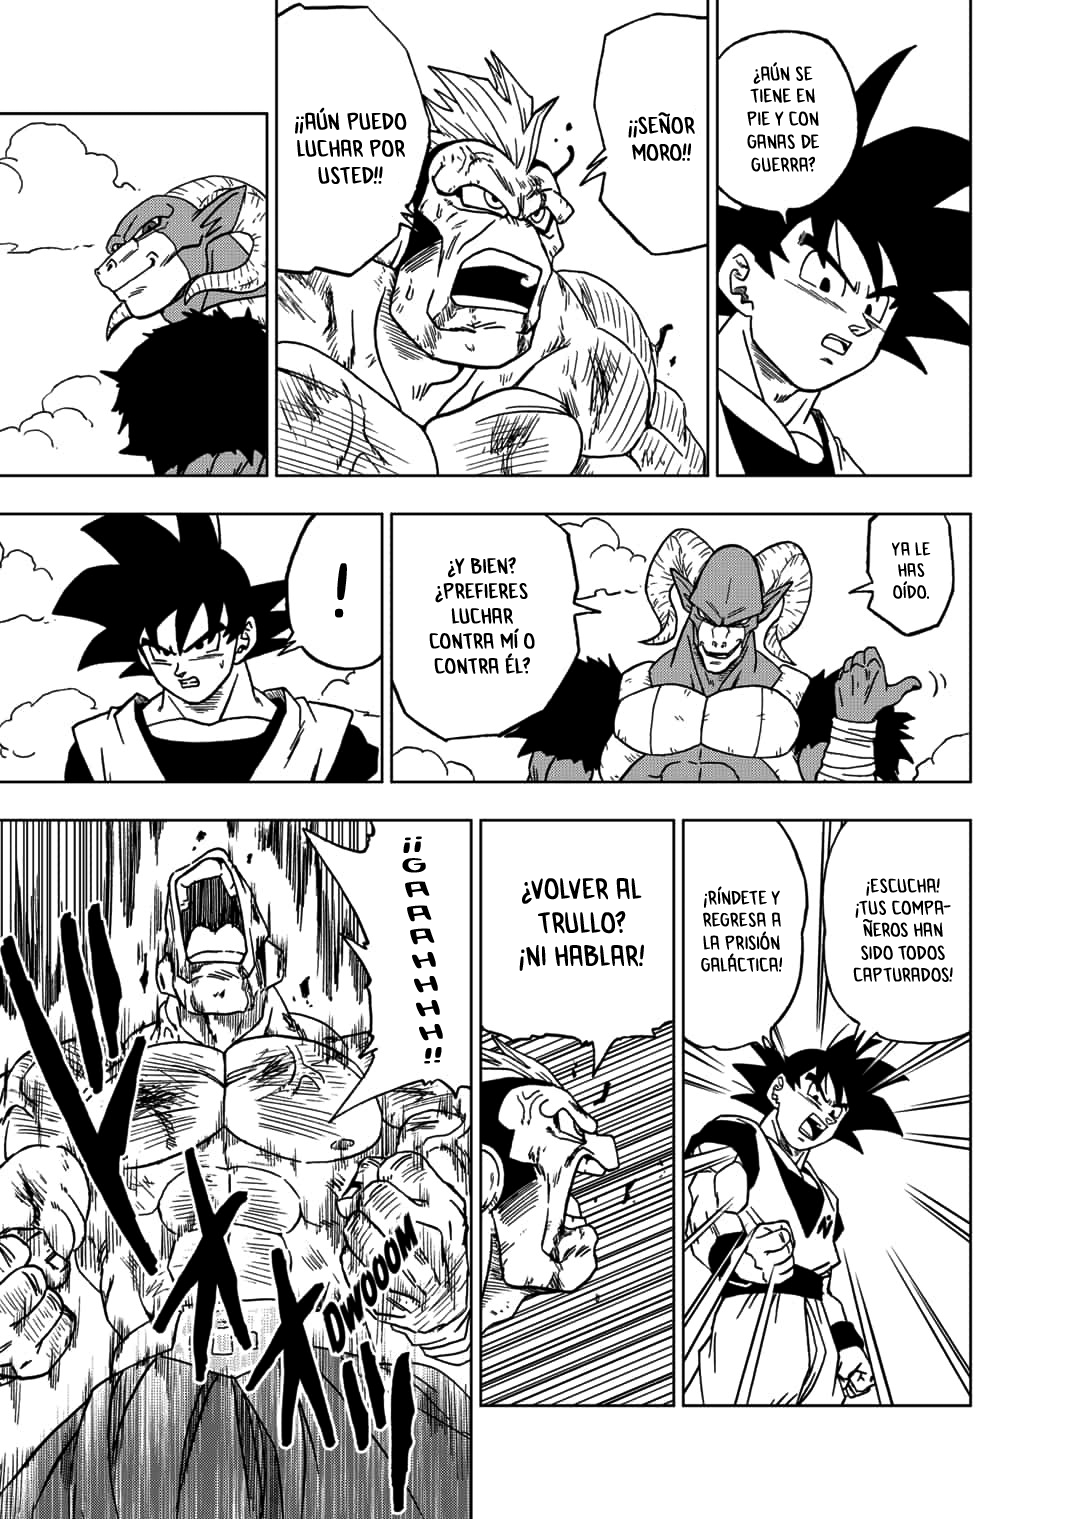 ¿AÚN SE
TIENE EN
PIE Y CON
GANAS DE
GUERRA?
¡¡SEÑOR
MORO!!
¡¡AÚN PUEDO
LUCHAR POR
USTED!!
YA LE
HAS
OÍDO.
¿Y BIEN?
¿PREFIERES
LUCHAR
CONTRA MÍ O
CONTRA ÉL?
!
¡ESCUCHA!
¡TUS COMPA-
ÑEROS HAN
SIDO TODOS
CAPTURADOS!
¡RÍNDETE Y
REGRESA A
LA PRISIÓN
GALÁCTICA!
¿VOLVER AL
TRULLO?
¡NI HABLAR!
¡¡GAAAHHHH!!
DWOOOM